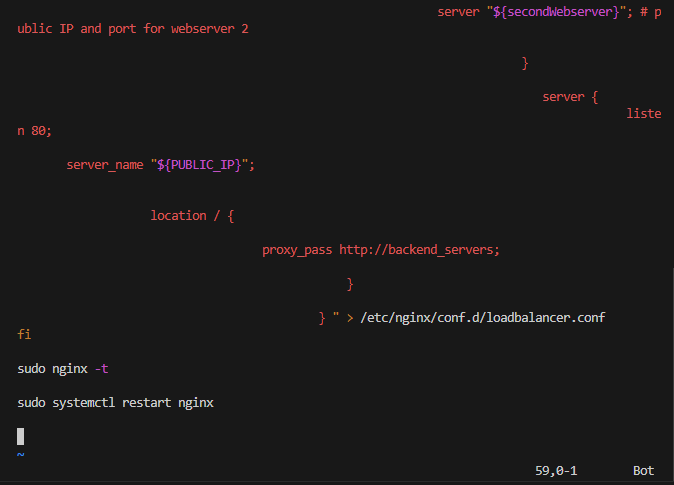 server "${secondWebserver}"; # p
ublic IP and port for webserver 2
}
server {
liste
n 80;
server_name "${PUBLIC_IP}";
location / {
proxy_pass http://backend_servers;
}
} " > /etc/nginx/conf.d/loadbalancer.conf
fi
sudo nginx -t
sudo systemctl restart nginx
~
59,0-1 Bot